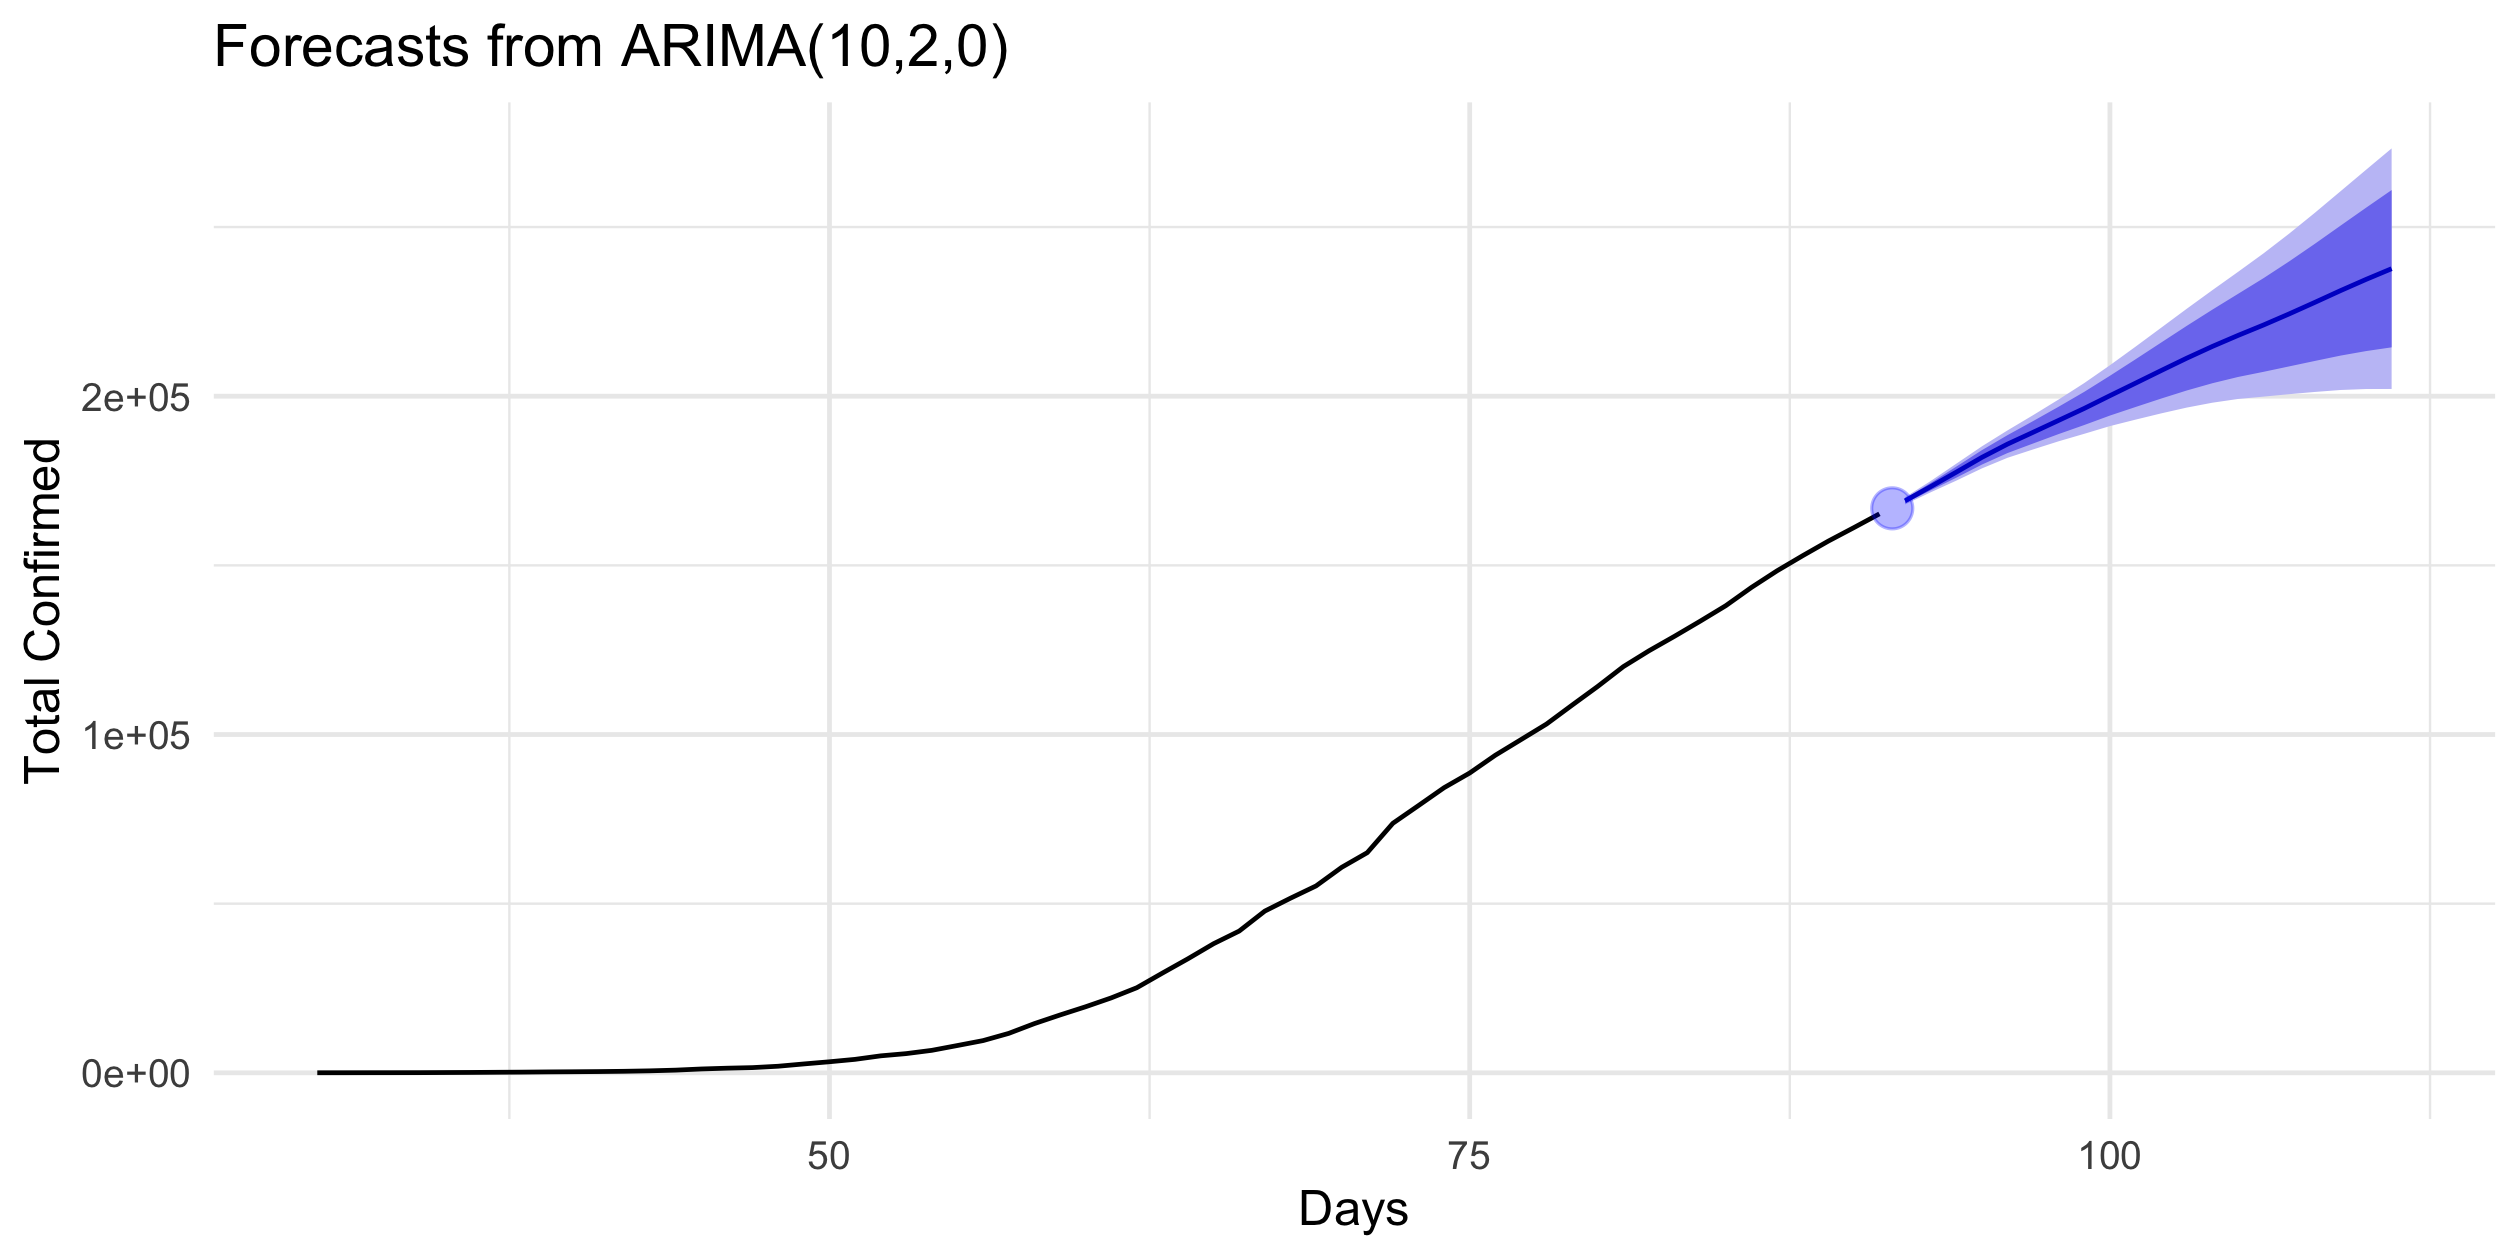 Forecasts from ARIMA(10,2,0)
Total Confirmed
2e+05
1e+05
0e+00
50
75
100
Days